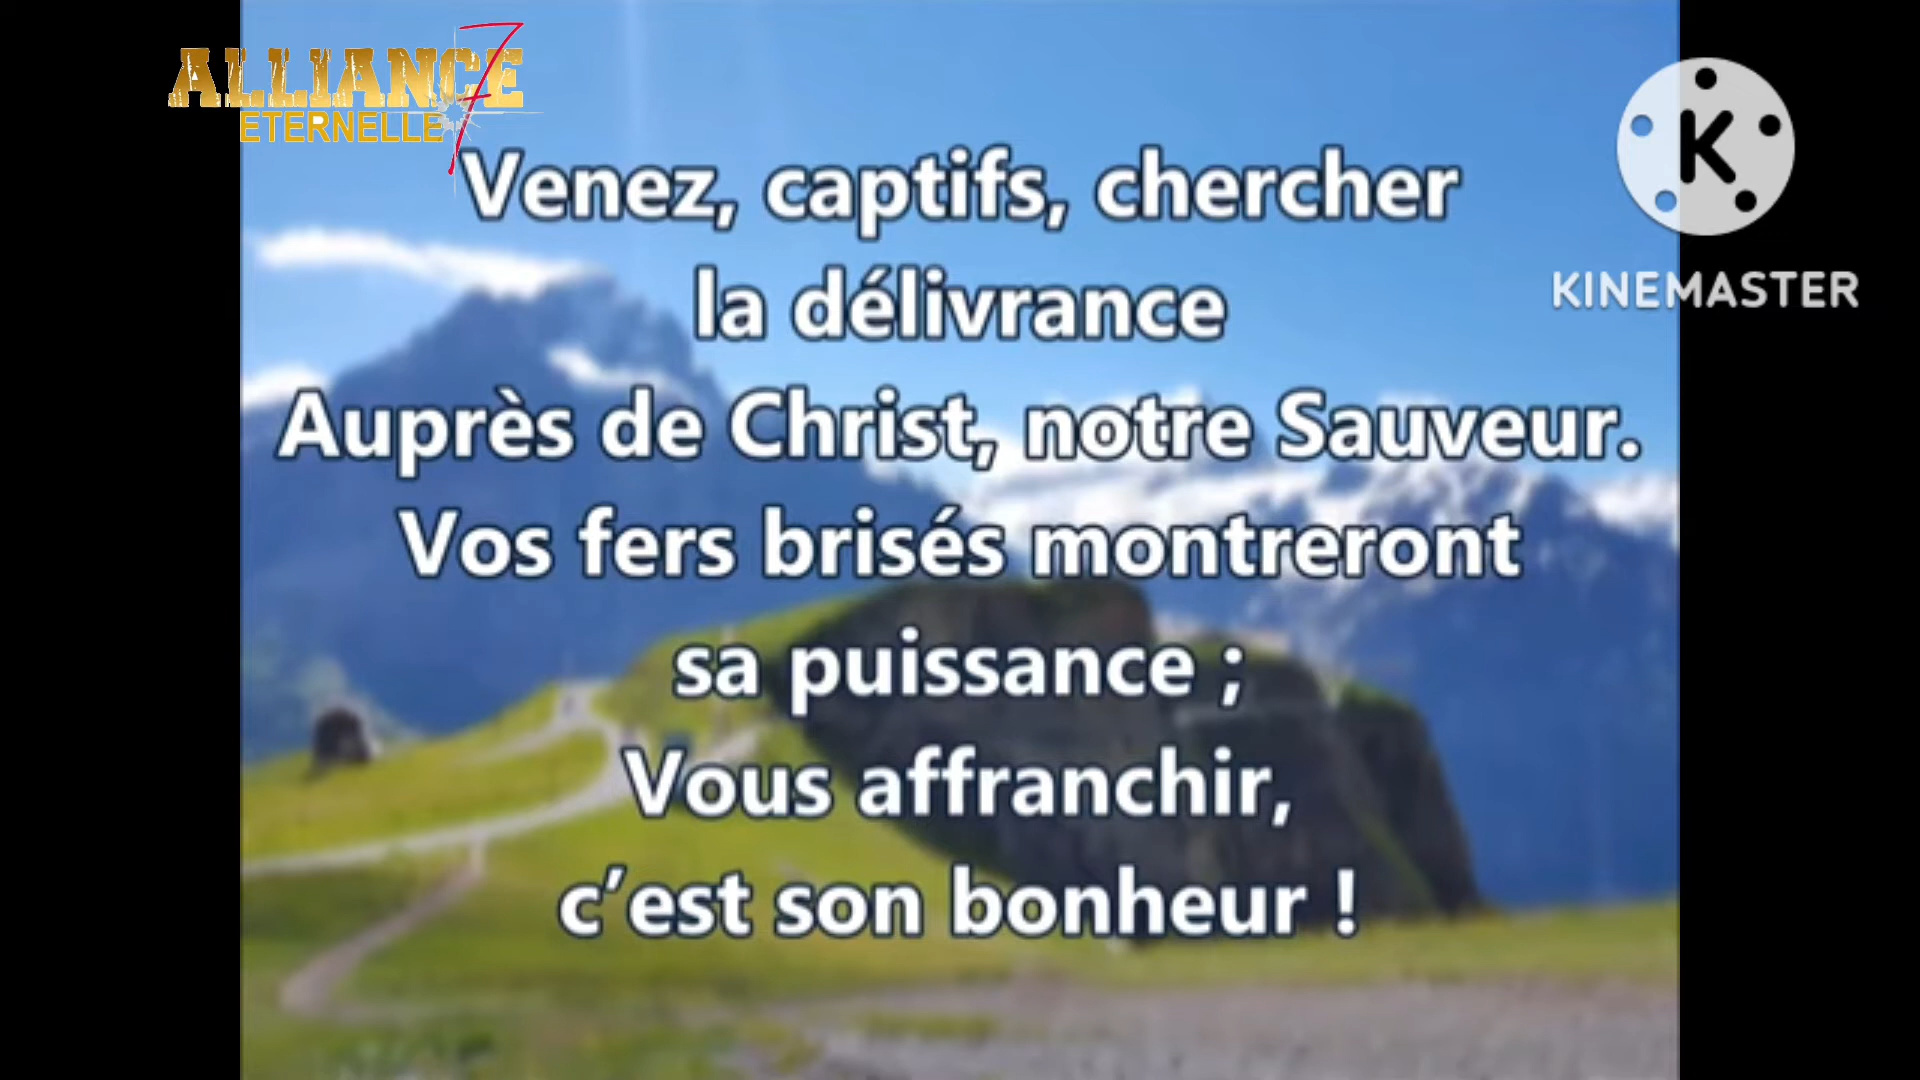 ALLIANCE 7
ETERNELLE
KINEMASTER
Venez, captifs, chercher
la délivrance
Auprès de Christ, notre Sauveur.
Vos fers brisés montreront
sa puissance ;
Vous affranchir,
c’est son bonheur !